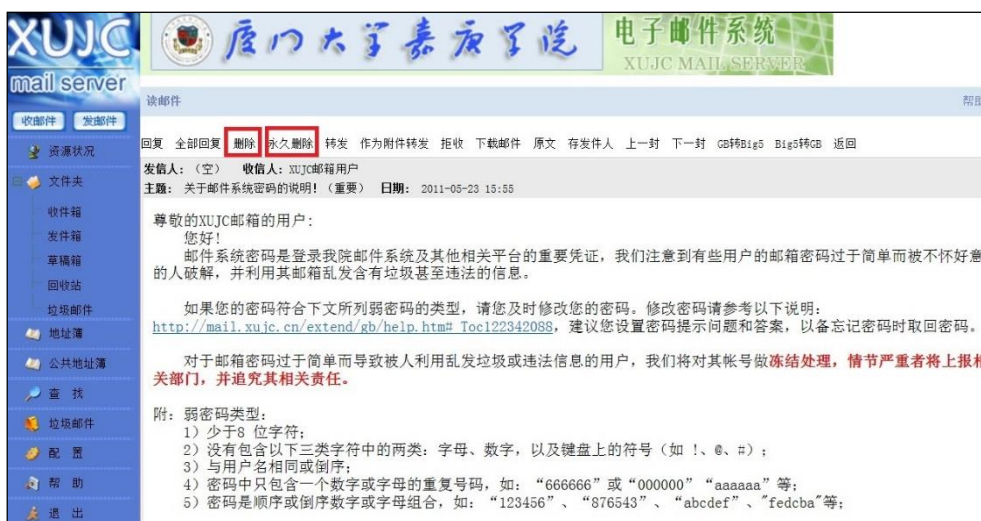 XUJC
mail server
厦门大学嘉庚学院
电子邮件系统
XUJC MAIL SERVER
读邮件
收邮件 发邮件
回复 全部回复 删除 永久删除 转发 作为附件转发 拒收 下载邮件 原文 存发件人 上一封 下一封 GB转Big5 Big5转GB 返回
资源状况
文件夹
收件箱
发件箱
草稿箱
回收站
垃圾邮件
地址簿
公共地址簿
查 找
垃圾邮件
配 置
帮 助
退 出
发信人:(空) 收信人:XUJC邮箱用户
主题: 关于邮件系统密码的说明!(重要) 日期: 2011-05-23 15:55
尊敬的XUJC邮箱的用户:
您好!
邮件系统密码是登录我院邮件系统及其他相关平台的重要凭证,我们注意到有些用户的邮箱密码过于简单而被不怀好意
的人破解,并利用其邮箱乱发含有垃圾甚至违法的信息。
如果您的密码符合下文所列弱密码的类型,请您及时修改您的密码。修改密码请参考以下说明:
http://mail.xujc.cn/extend/gb/help.htm#_Toc122342088,建议您设置密码提示问题和答案,以备忘记密码时取回密码。
对于邮箱密码过于简单而导致被人利用乱发垃圾或违法信息的用户,我们将对其帐号做冻结处理,情节严重者将上报相
关部门,并追究其相关责任。
附:弱密码类型:
1)少于8 位字符;
2)没有包含以下三类字符中的两类:字母、数字,以及键盘上的符号(如 !、@、#);
3)与用户名相同或倒序;
4)密码中只包含一个数字或字母的重复号码,如:“666666”或“000000”“aaaaaa”等;
5)密码是顺序或倒序数字或字母组合,如:“123456”、“876543”、“abcdef”、"fedcba"等;